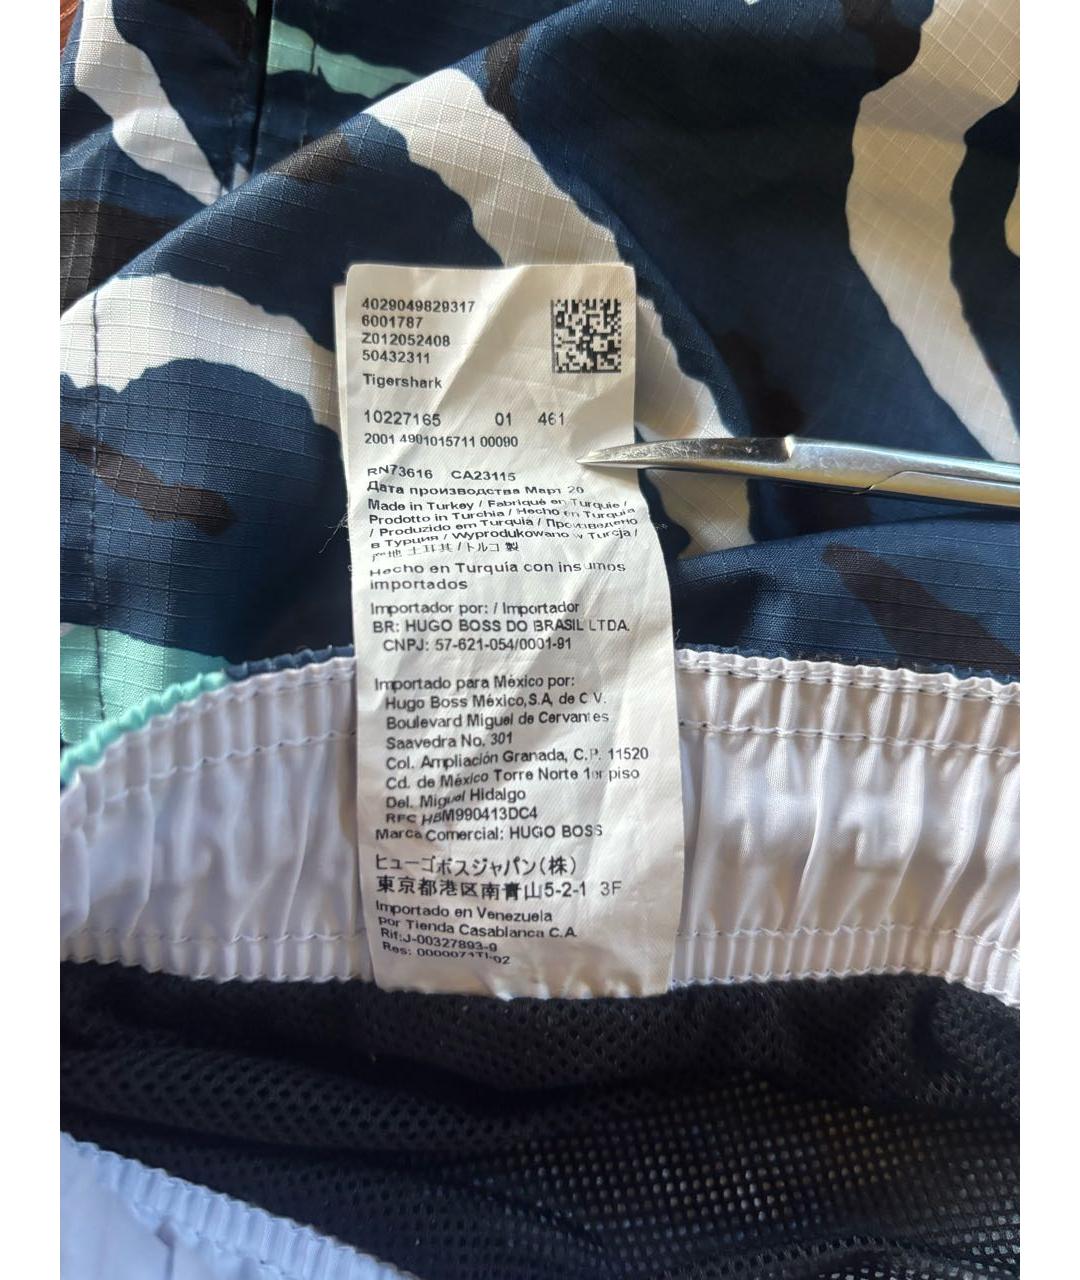 4029049829317
6001787
Z012052408
50432311
Tigershark
10227165 01 461
2001 4901015711 00090
RN73616 CA23115
Дата производства Март 20
Made in Turkey / Fabriqué en Turquie /
Prodotto in Turchia / Hecho en Turquía
/ Produzido em Turquia / Произведено
в Турции / Wyprodukowano w Turcja /
产地 土耳其 / トルコ 製
Hecho en Turquía con insumos
importados
Importador por: / Importador
BR: HUGO BOSS DO BRASIL LTDA.
CNPJ: 57-621-054/0001-91
Importado para México por:
Hugo Boss México,S.A, de C.V.
Boulevard Miguel de Cervantes
Saavedra No. 301
Col. Ampliación Granada, C.P. 11520
Cd. de México Torre Norte 1er piso
Del. Miguel Hidalgo
RFC HBM990413DC4
Marca Comercial: HUGO BOSS
ヒューゴボスジャパン(株)
東京都港区南青山5-2-1 3F
Importado en Venezuela
por Tienda Casablanca C.A.
Rif:J-00327893-9
Res: 0000071TI-02